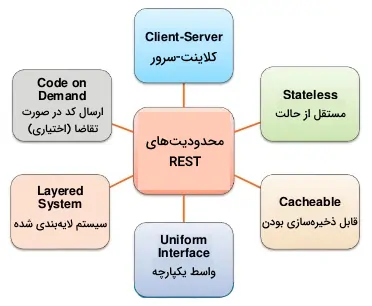 Client-Server
کلاینت-سرور
Code on
Demand
ارسال کد در صورت
تقاضا (اختیاری)
Stateless
مستقل از حالت
محدودیت‌های
REST
Layered
System
سیستم لایه‌بندی شده
Cacheable
قابل ذخیره‌سازی بودن
Uniform
Interface
واسط یکپارچه